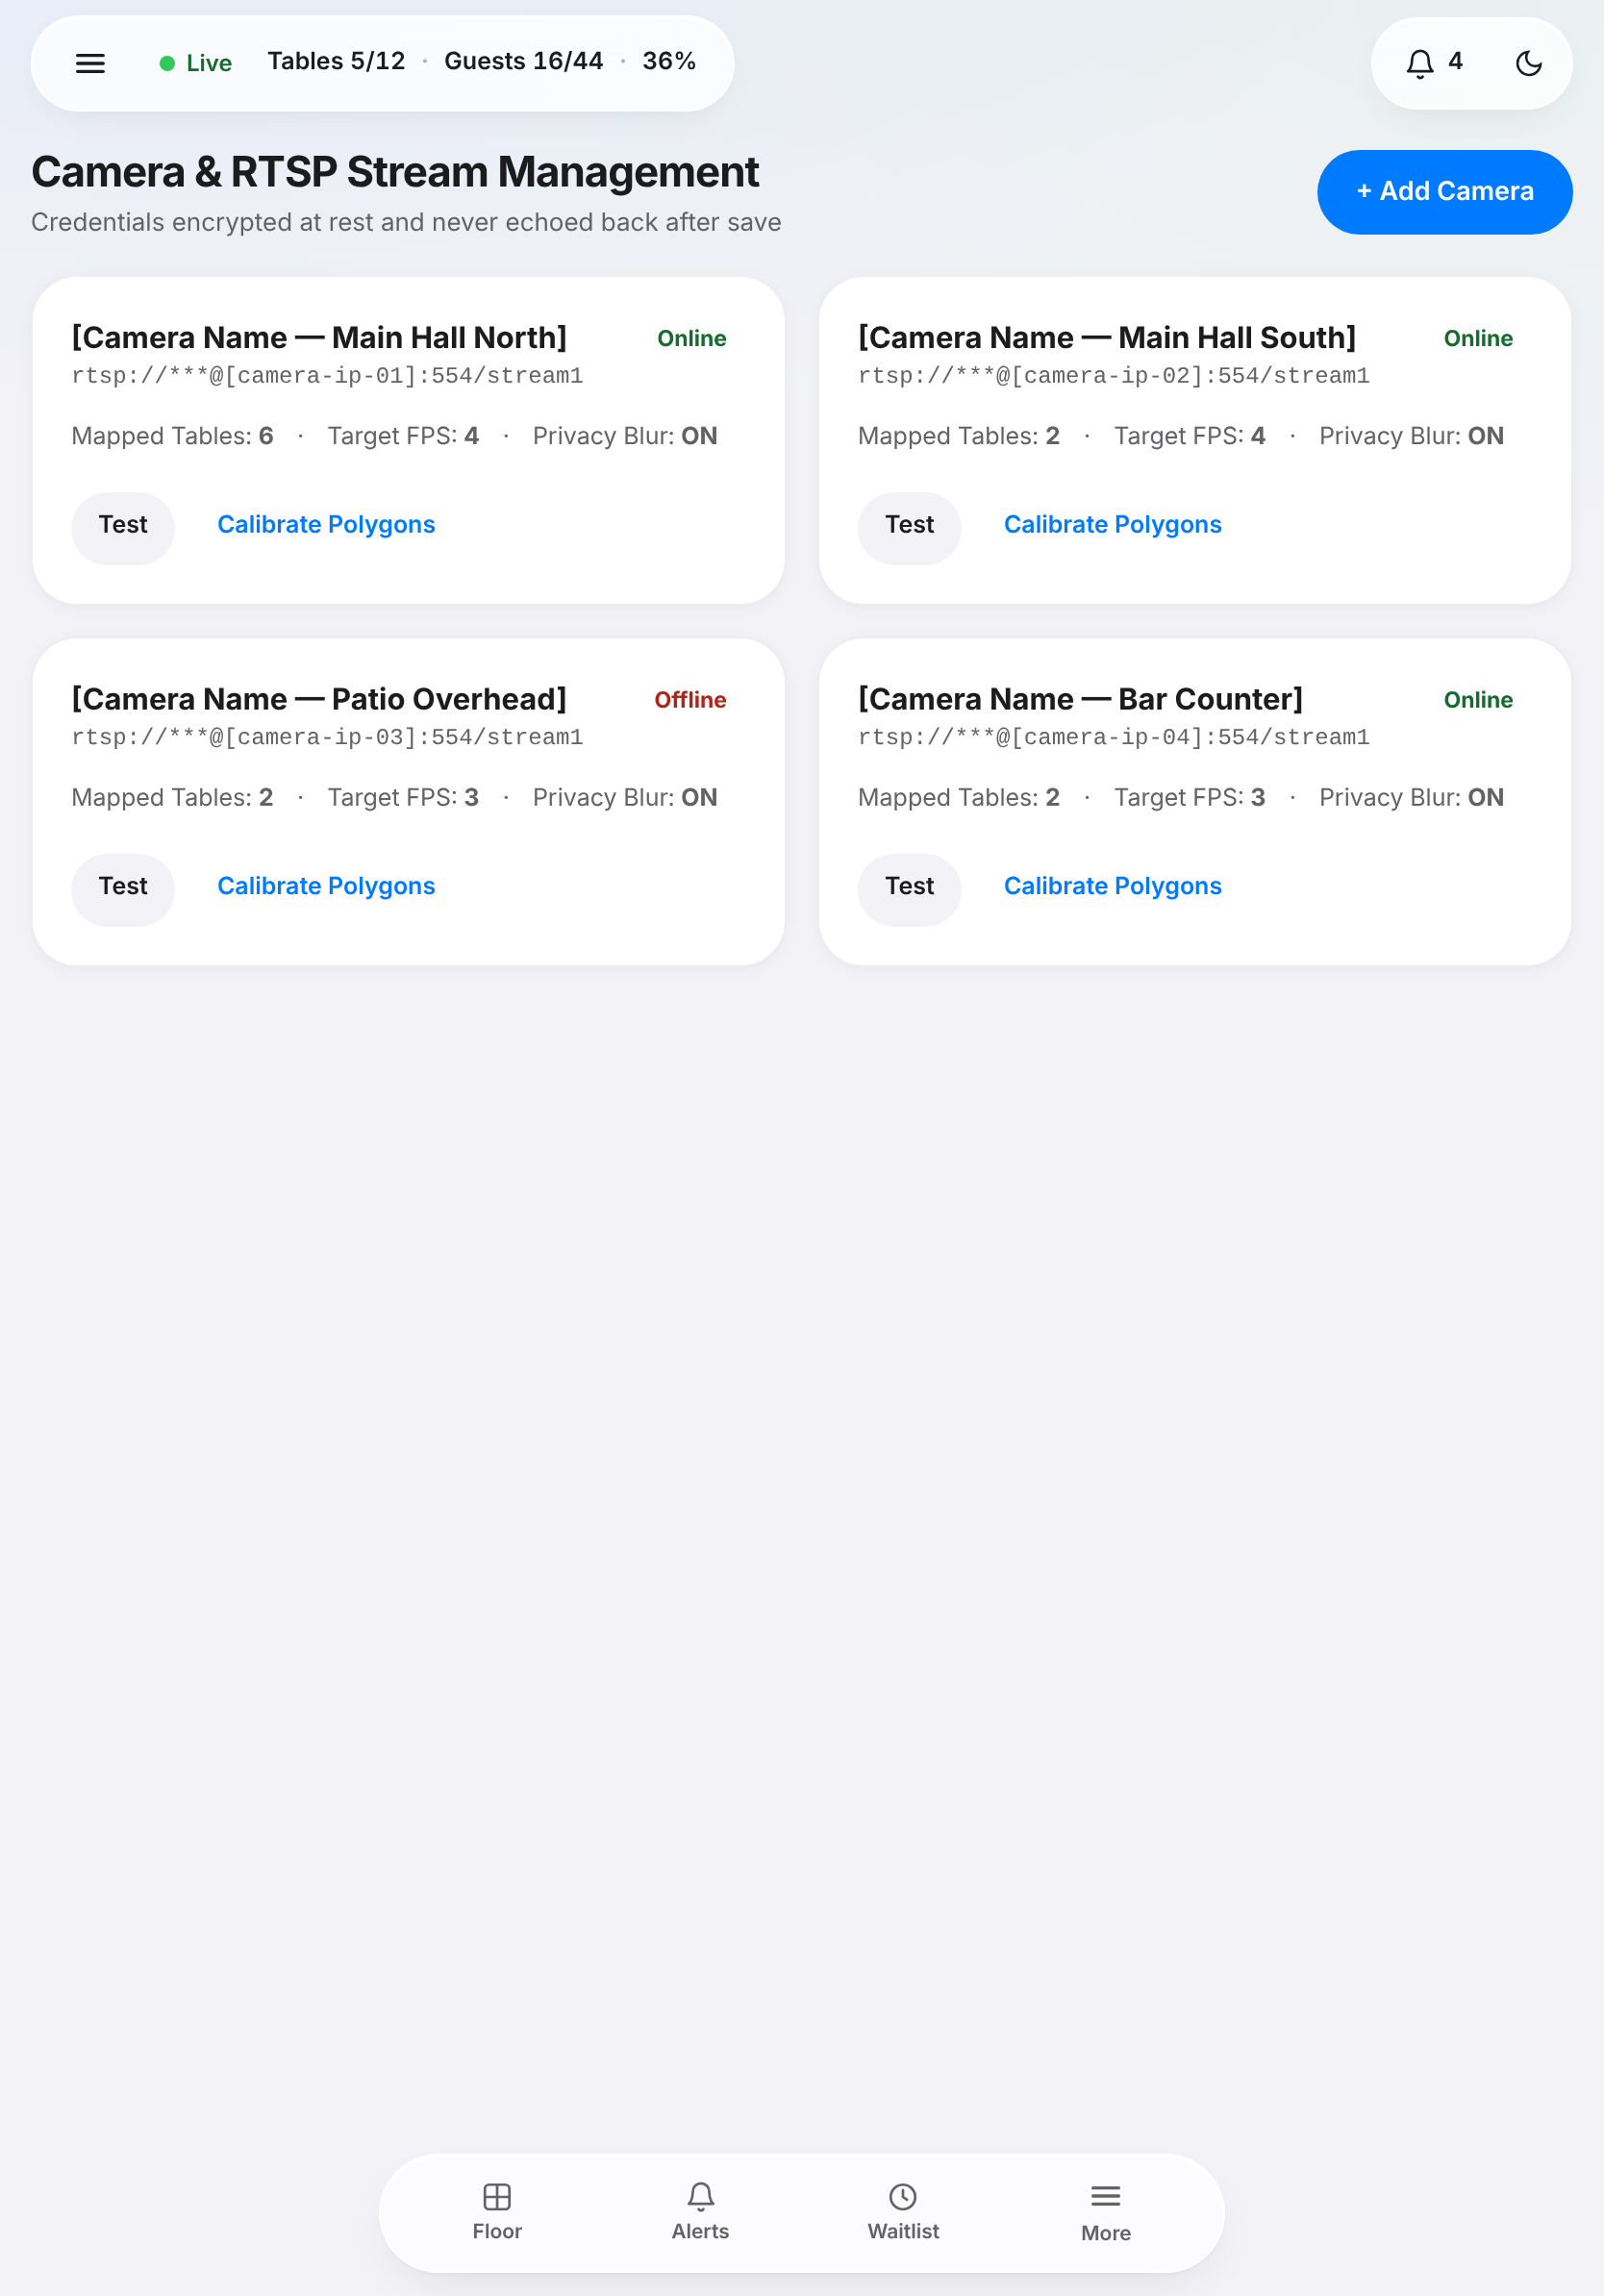 Live Tables 5/12 · Guests 16/44 · 36%
4
Camera & RTSP Stream Management
Credentials encrypted at rest and never echoed back after save
+ Add Camera
[Camera Name — Main Hall North] Online
rtsp://***@[camera-ip-01]:554/stream1
Mapped Tables: 6 · Target FPS: 4 · Privacy Blur: ON
Test Calibrate Polygons
[Camera Name — Main Hall South] Online
rtsp://***@[camera-ip-02]:554/stream1
Mapped Tables: 2 · Target FPS: 4 · Privacy Blur: ON
Test Calibrate Polygons
[Camera Name — Patio Overhead] Offline
rtsp://***@[camera-ip-03]:554/stream1
Mapped Tables: 2 · Target FPS: 3 · Privacy Blur: ON
Test Calibrate Polygons
[Camera Name — Bar Counter] Online
rtsp://***@[camera-ip-04]:554/stream1
Mapped Tables: 2 · Target FPS: 3 · Privacy Blur: ON
Test Calibrate Polygons
Floor Alerts Waitlist More